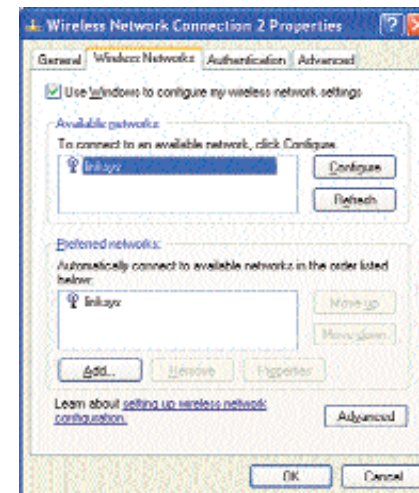 Wireless Network Connection 2 Properties
General Wireless Networks Authentication Advanced
Use Windows to configure my wireless network settings
Available networks:
To connect to an available network, click Configure.
linksys
Configure
Refresh
Preferred networks:
Automatically connect to available networks in the order listed
below:
linksys
Move up
Move down
Add... Remove Properties
Learn about setting up wireless network
configuration.
Advanced
OK Cancel